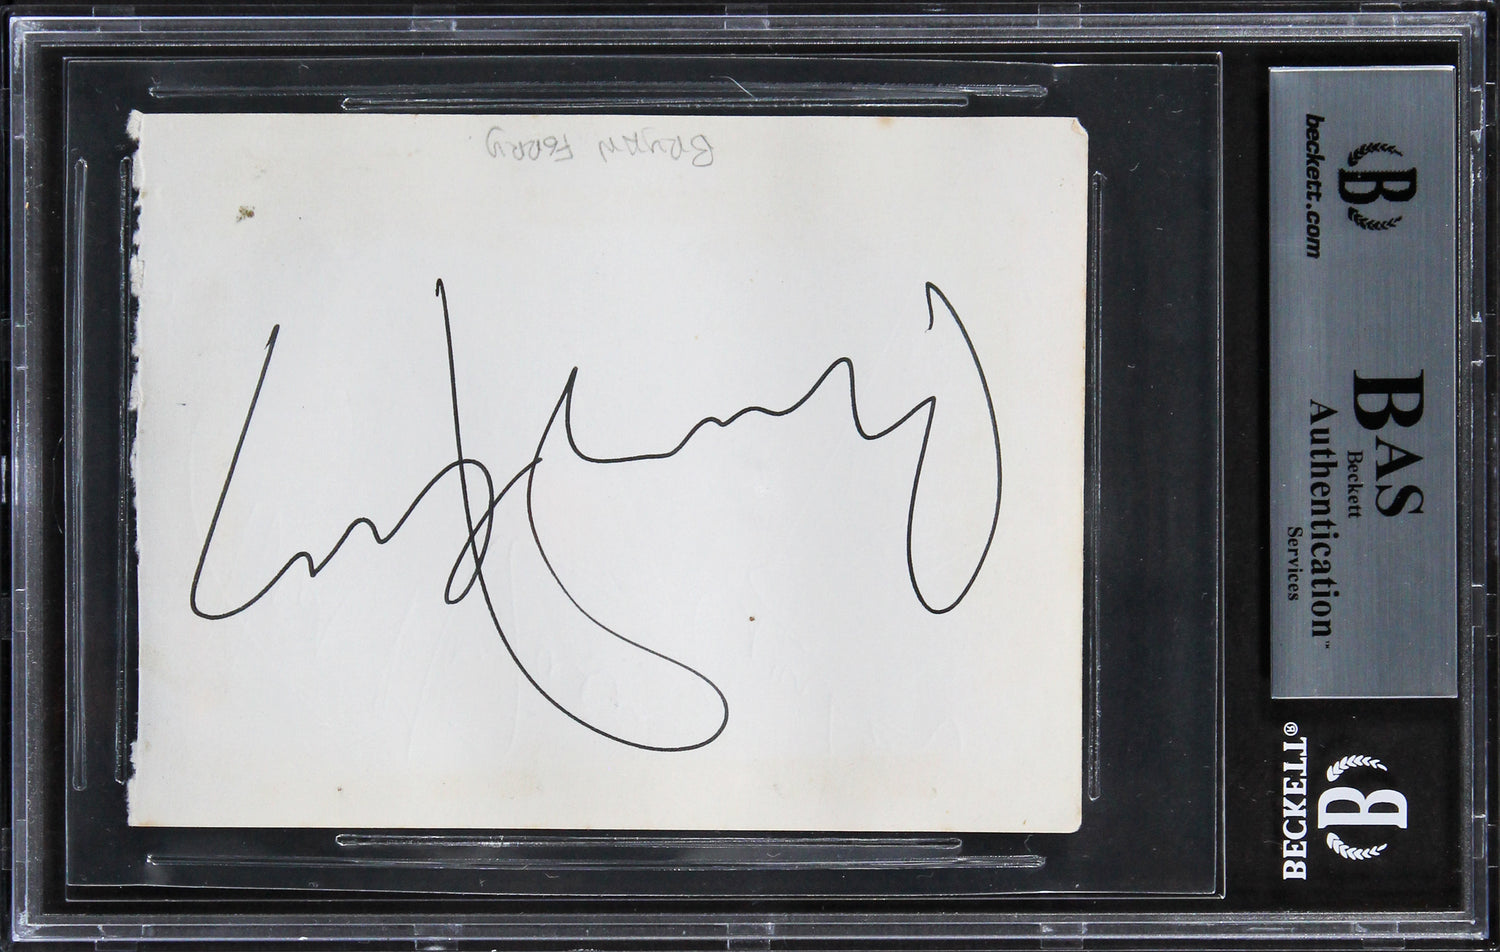 Bryan Ferry.
beckett.com
B
BAS
Beckett
Authentication™
Services
BECKETT®
B